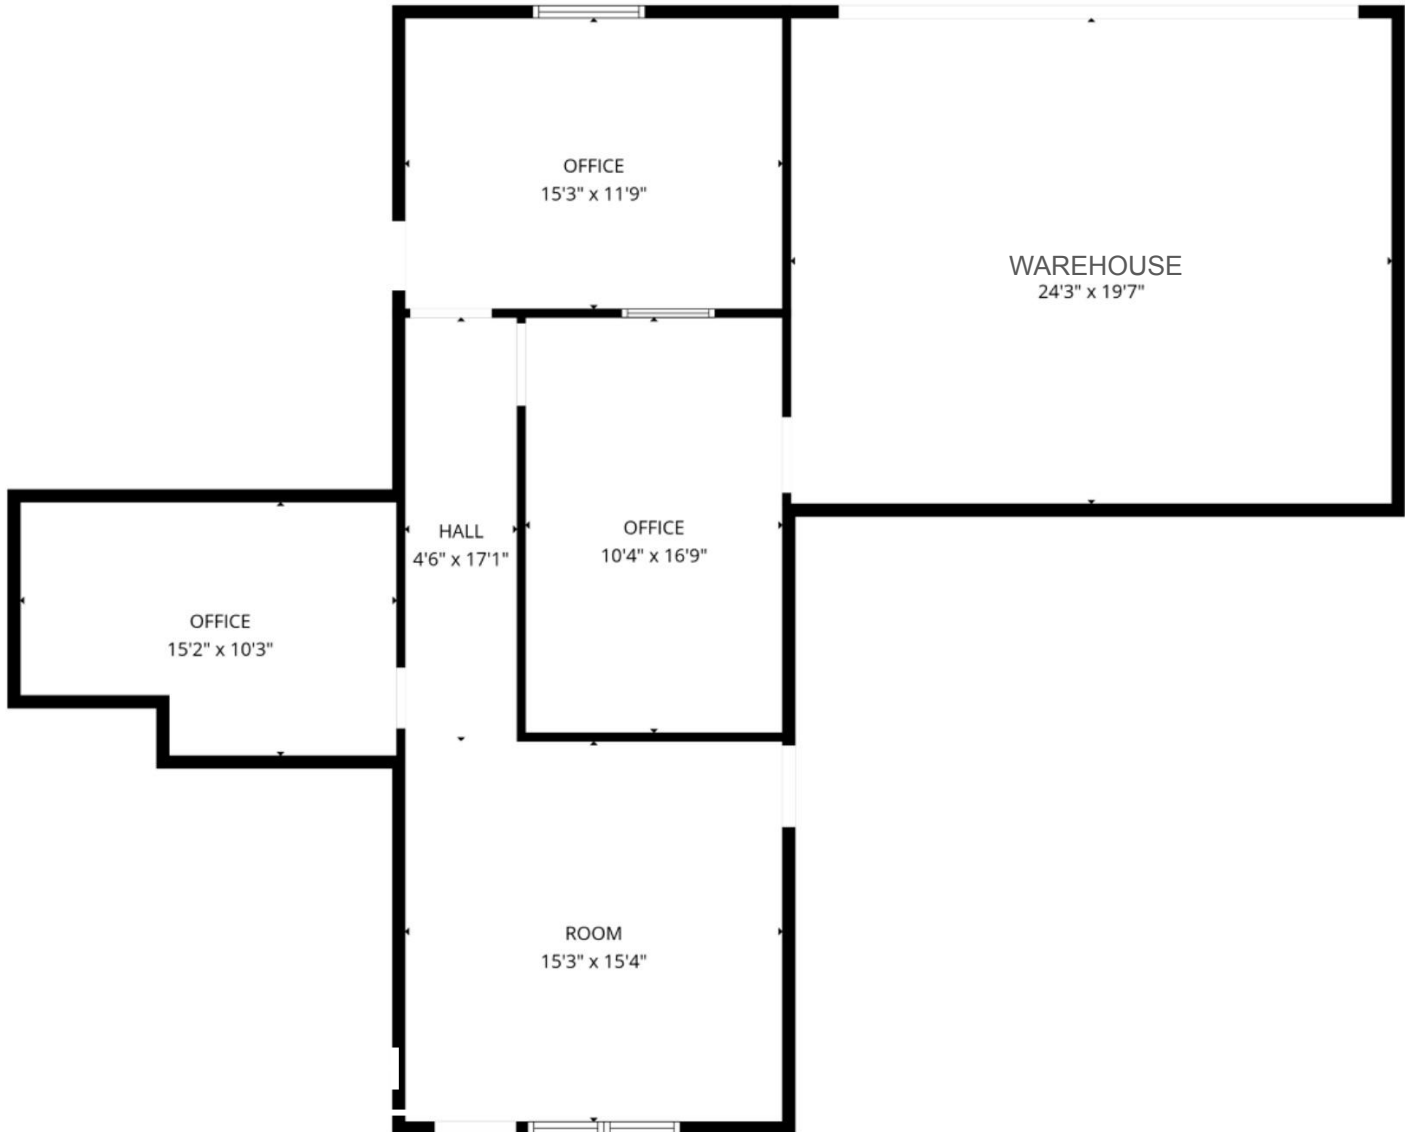 OFFICE
15'3" x 11'9"
WAREHOUSE
24'3" x 19'7"
HALL
4'6" x 17'1"
OFFICE
10'4" x 16'9"
OFFICE
15'2" x 10'3"
ROOM
15'3" x 15'4"